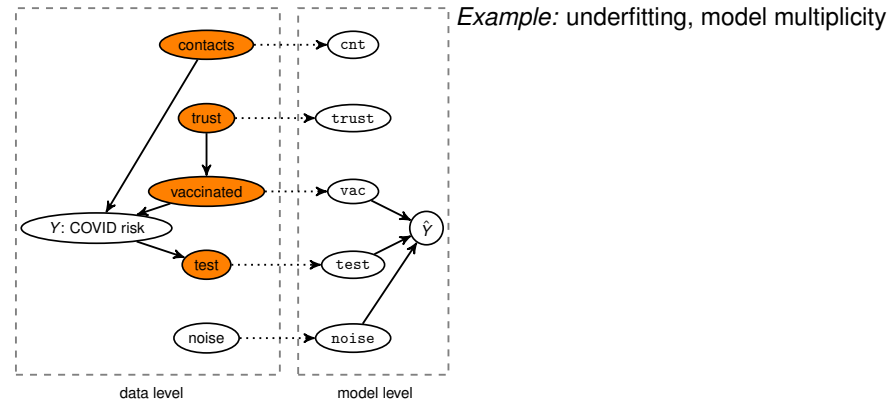 Example: underfitting, model multiplicity
contacts
cnt
trust
trust
vaccinated
vac
Y: COVID risk
Ŷ
test
test
noise
noise
data level
model level